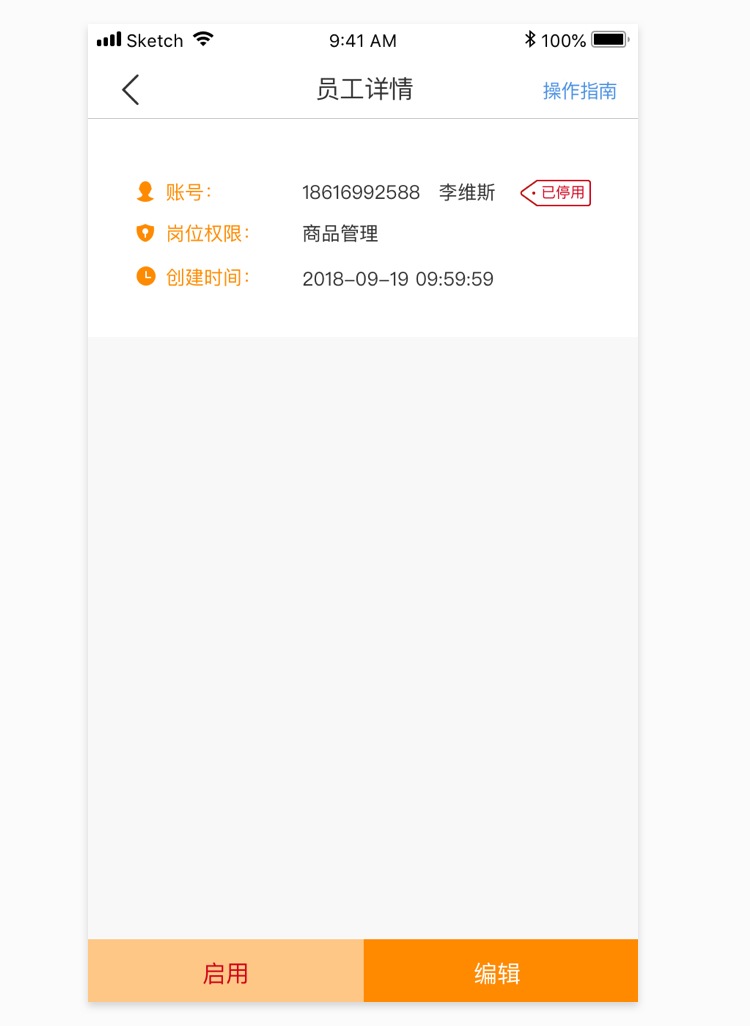 Sketch 9:41 AM 100%
员工详情 操作指南
账号： 18616992588 李维斯 已停用
岗位权限： 商品管理
创建时间： 2018-09-19 09:59:59
启用 编辑